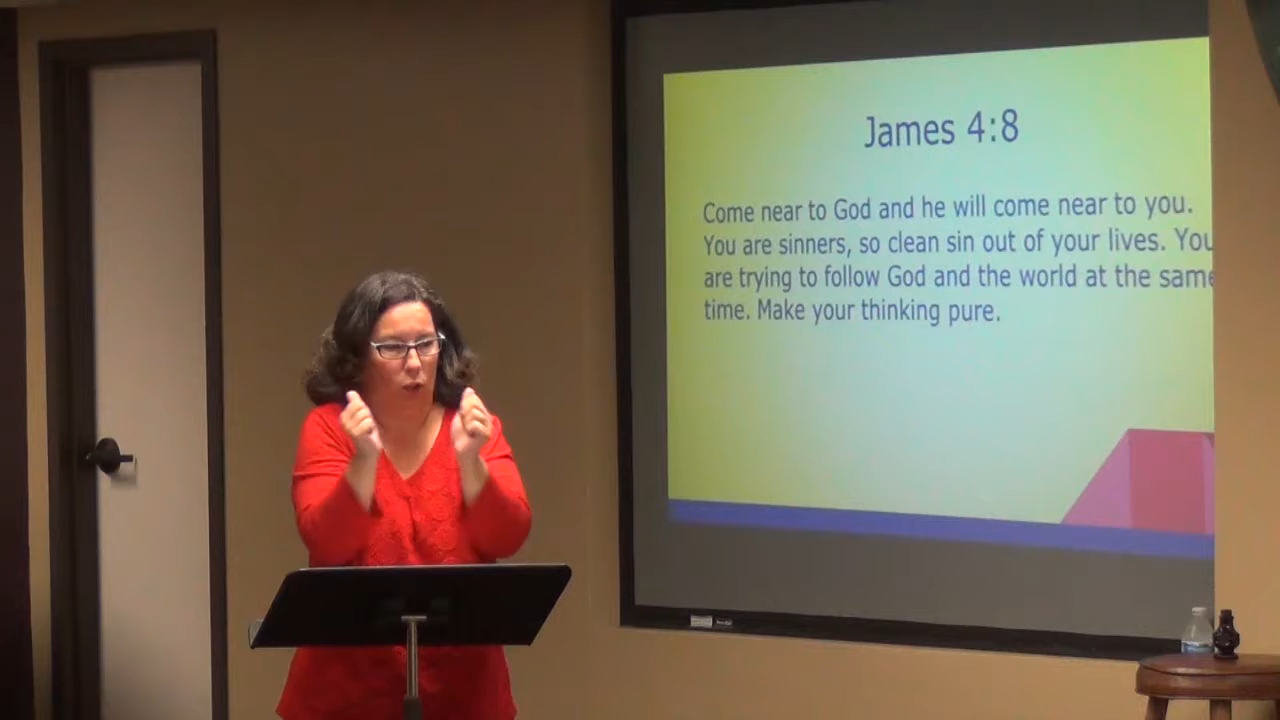 James 4:8
Come near to God and he will come near to you.
You are sinners, so clean sin out of your lives. You
are trying to follow God and the world at the same
time. Make your thinking pure.